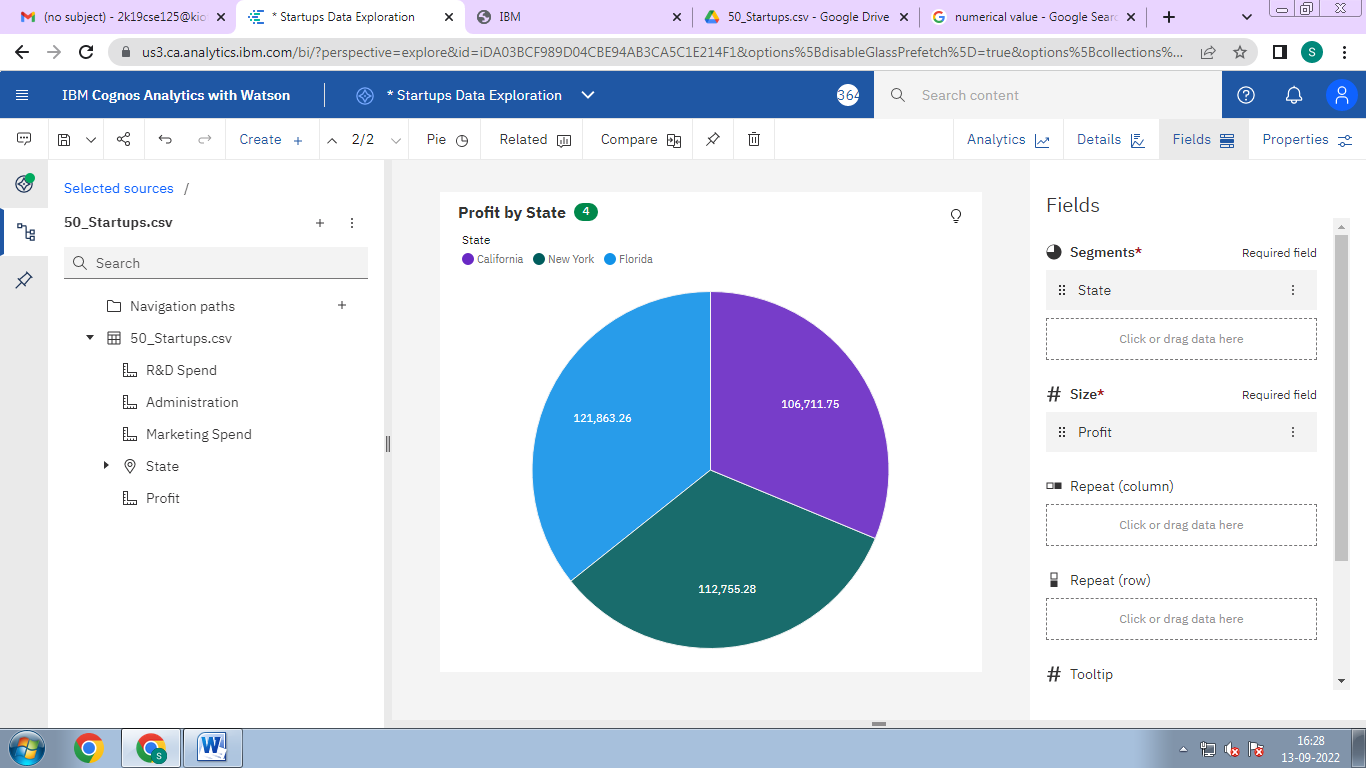 (no subject) - 2k19cse125@kio
* Startups Data Exploration
IBM
50_Startups.csv - Google Drive
numerical value - Google Searc
us3.ca.analytics.ibm.com/bi/?perspective=explore&id=iDA03BCF989D04CBE94AB3CA5C1E214F1&options%5BdisableGlassPrefetch%5D=true&options%5Bcollections%...
S
IBM Cognos Analytics with Watson
* Startups Data Exploration
364
Search content
Create
2/2
Pie
Related
Compare
Analytics
Details
Fields
Properties
Selected sources /
50_Startups.csv
Search
Navigation paths
50_Startups.csv
R&D Spend
Administration
Marketing Spend
State
Profit
Profit by State 4
State
California New York Florida
121,863.26
106,711.75
112,755.28
Fields
Segments* Required field
State
Click or drag data here
# Size* Required field
Profit
Repeat (column)
Click or drag data here
Repeat (row)
Click or drag data here
# Tooltip
S
W
16:28
13-09-2022